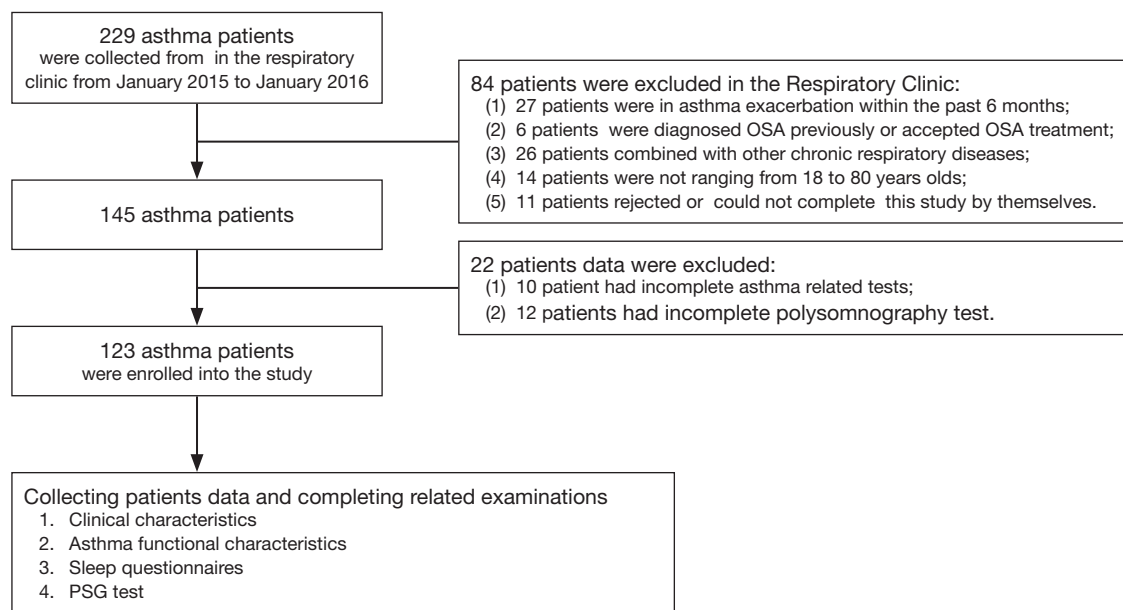 229 asthma patients
were collected from in the respiratory
clinic from January 2015 to January 2016
84 patients were excluded in the Respiratory Clinic:
(1) 27 patients were in asthma exacerbation within the past 6 months;
(2) 6 patients were diagnosed OSA previously or accepted OSA treatment;
(3) 26 patients combined with other chronic respiratory diseases;
(4) 14 patients were not ranging from 18 to 80 years olds;
(5) 11 patients rejected or could not complete this study by themselves.
145 asthma patients
22 patients data were excluded:
(1) 10 patient had incomplete asthma related tests;
(2) 12 patients had incomplete polysomnography test.
123 asthma patients
were enrolled into the study
Collecting patients data and completing related examinations
1. Clinical characteristics
2. Asthma functional characteristics
3. Sleep questionnaires
4. PSG test